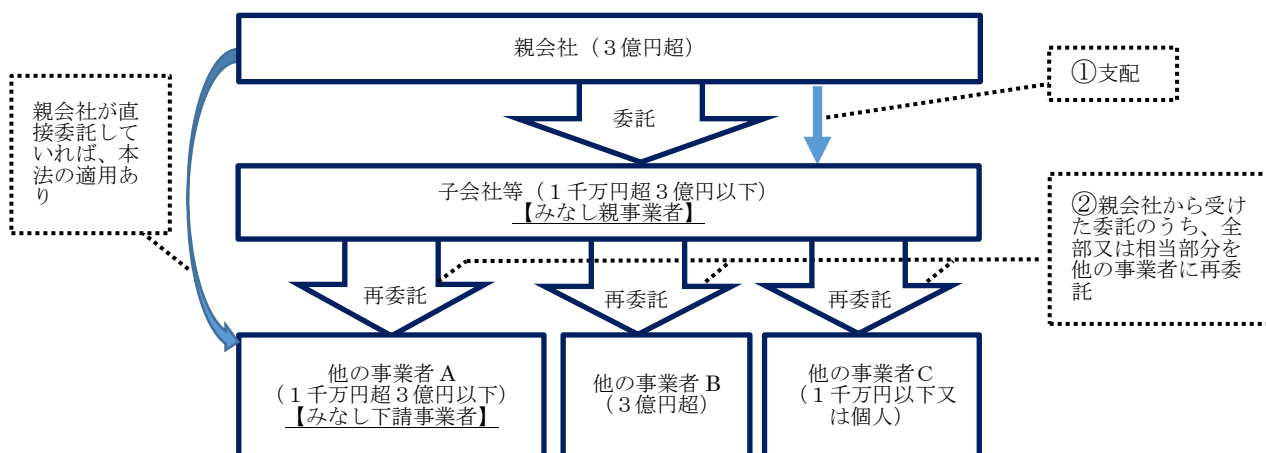 親会社（３億円超）
①支配
親会社が直
接委託して
いれば、本
法の適用あ
り
委託
子会社等（１千万円超３億円以下）
【みなし親事業者】
②親会社から受け
た委託のうち、全
部又は相当部分を
他の事業者に再委
託
再委託
再委託
再委託
他の事業者 A
（１千万円超３億円以下）
【みなし下請事業者】
他の事業者 B
（３億円超）
他の事業者Ｃ
（１千万円以下又
は個人）